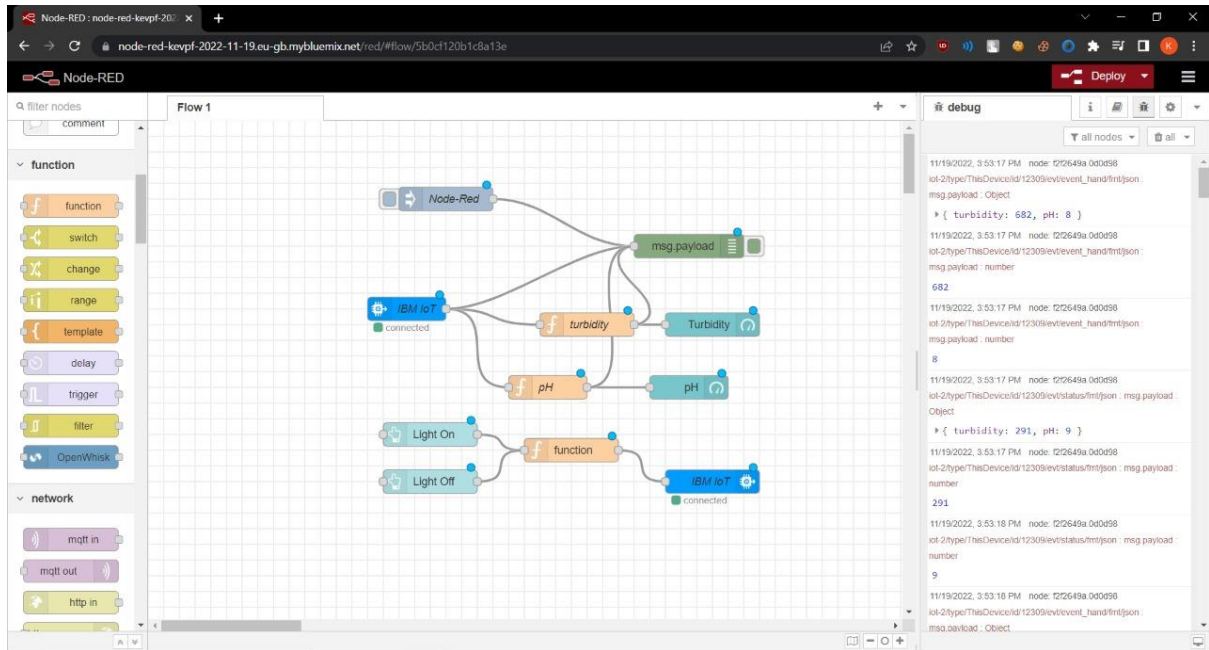 Node-RED : node-red-kevpf-202
node-red-kevpf-2022-11-19.eu-gb.mybluemix.net/red/#flow/5b0cf120b1c8a13e
K
Node-RED
Deploy
filter nodes
Flow 1
debug
i
all nodes
all
comment
function
function
switch
change
range
template
delay
trigger
filter
OpenWhisk
network
mqtt in
mqtt out
http in
Node-Red
msg.payload
IBM IoT
connected
turbidity
Turbidity
pH
pH
Light On
function
Light Off
IBM IoT
connected
11/19/2022, 3:53:17 PM node: f2f2649a.0d0d98
iot-2/type/ThisDevice/id/12309/evt/event_hand/fmt/json :
msg.payload : Object
{ turbidity: 682, pH: 8 }
11/19/2022, 3:53:17 PM node: f2f2649a.0d0d98
iot-2/type/ThisDevice/id/12309/evt/event_hand/fmt/json :
msg.payload : number
682
11/19/2022, 3:53:17 PM node: f2f2649a.0d0d98
iot-2/type/ThisDevice/id/12309/evt/event_hand/fmt/json :
msg.payload : number
8
11/19/2022, 3:53:17 PM node: f2f2649a.0d0d98
iot-2/type/ThisDevice/id/12309/evt/status/fmt/json : msg.payload :
Object
{ turbidity: 291, pH: 9 }
11/19/2022, 3:53:17 PM node: f2f2649a.0d0d98
iot-2/type/ThisDevice/id/12309/evt/status/fmt/json : msg.payload :
number
291
11/19/2022, 3:53:18 PM node: f2f2649a.0d0d98
iot-2/type/ThisDevice/id/12309/evt/status/fmt/json : msg.payload :
number
9
11/19/2022, 3:53:18 PM node: f2f2649a.0d0d98
iot-2/type/ThisDevice/id/12309/evt/event_hand/fmt/json :
msg.payload : Object